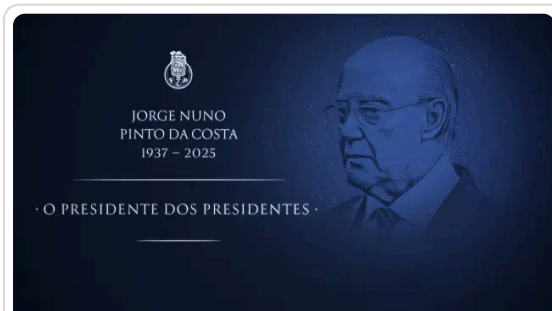 JORGE NUNO
PINTO DA COSTA
1937 – 2025
· O PRESIDENTE DOS PRESIDENTES ·